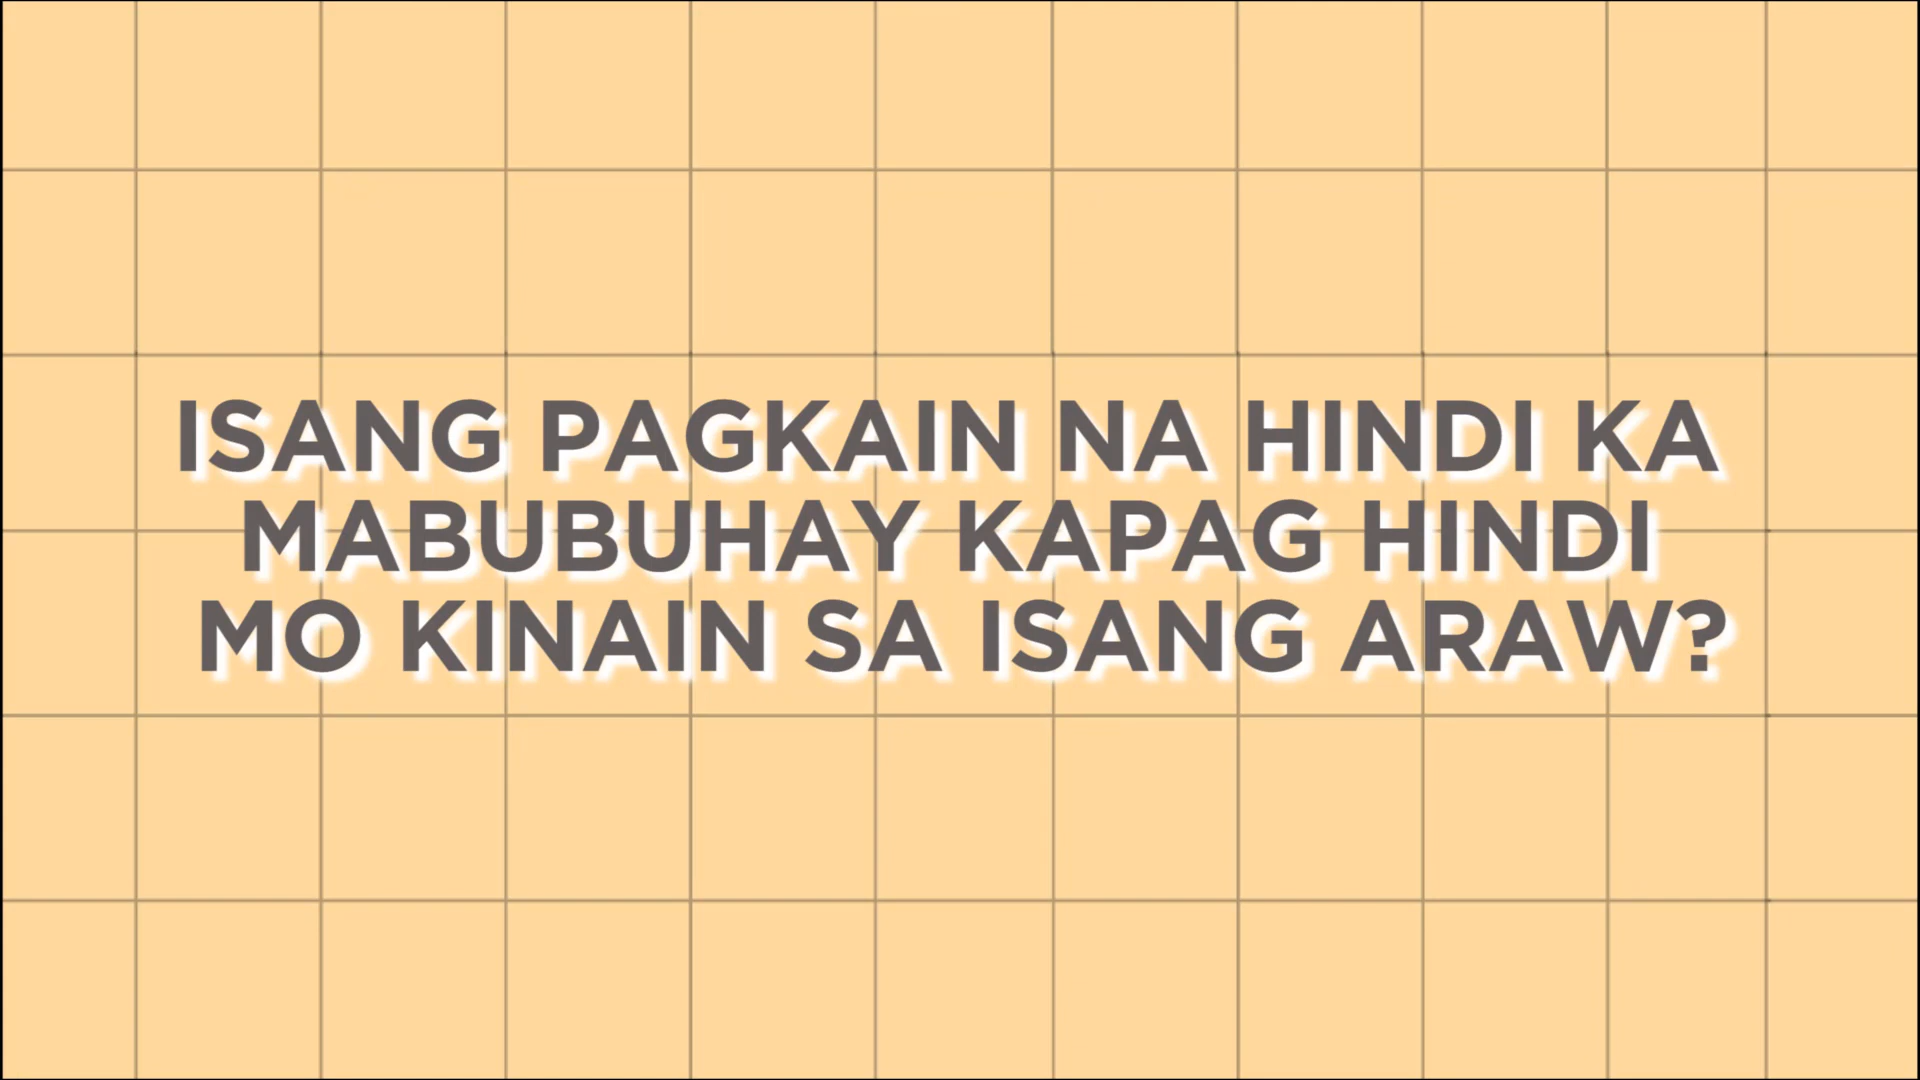 ISANG PAGKAIN NA HINDI KA
MABUBUHAY KAPAG HINDI
MO KINAIN SA ISANG ARAW?